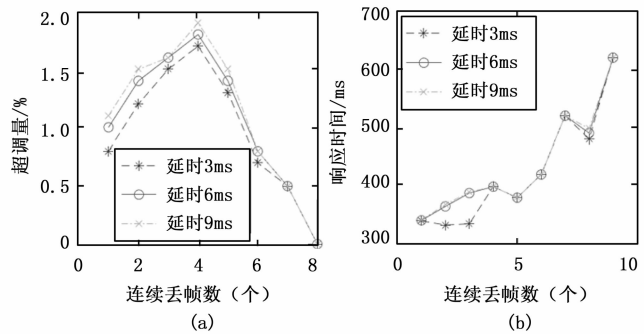 2.0
1.5
1.0
0.5
0
超调量/%
延时3ms
延时6ms
延时9ms
0 2 4 6 8
连续丢帧数（个）
(a)
700
600
500
400
300
响应时间/ms
延时3ms
延时6ms
延时9ms
0 5 10
连续丢帧数（个）
(b)